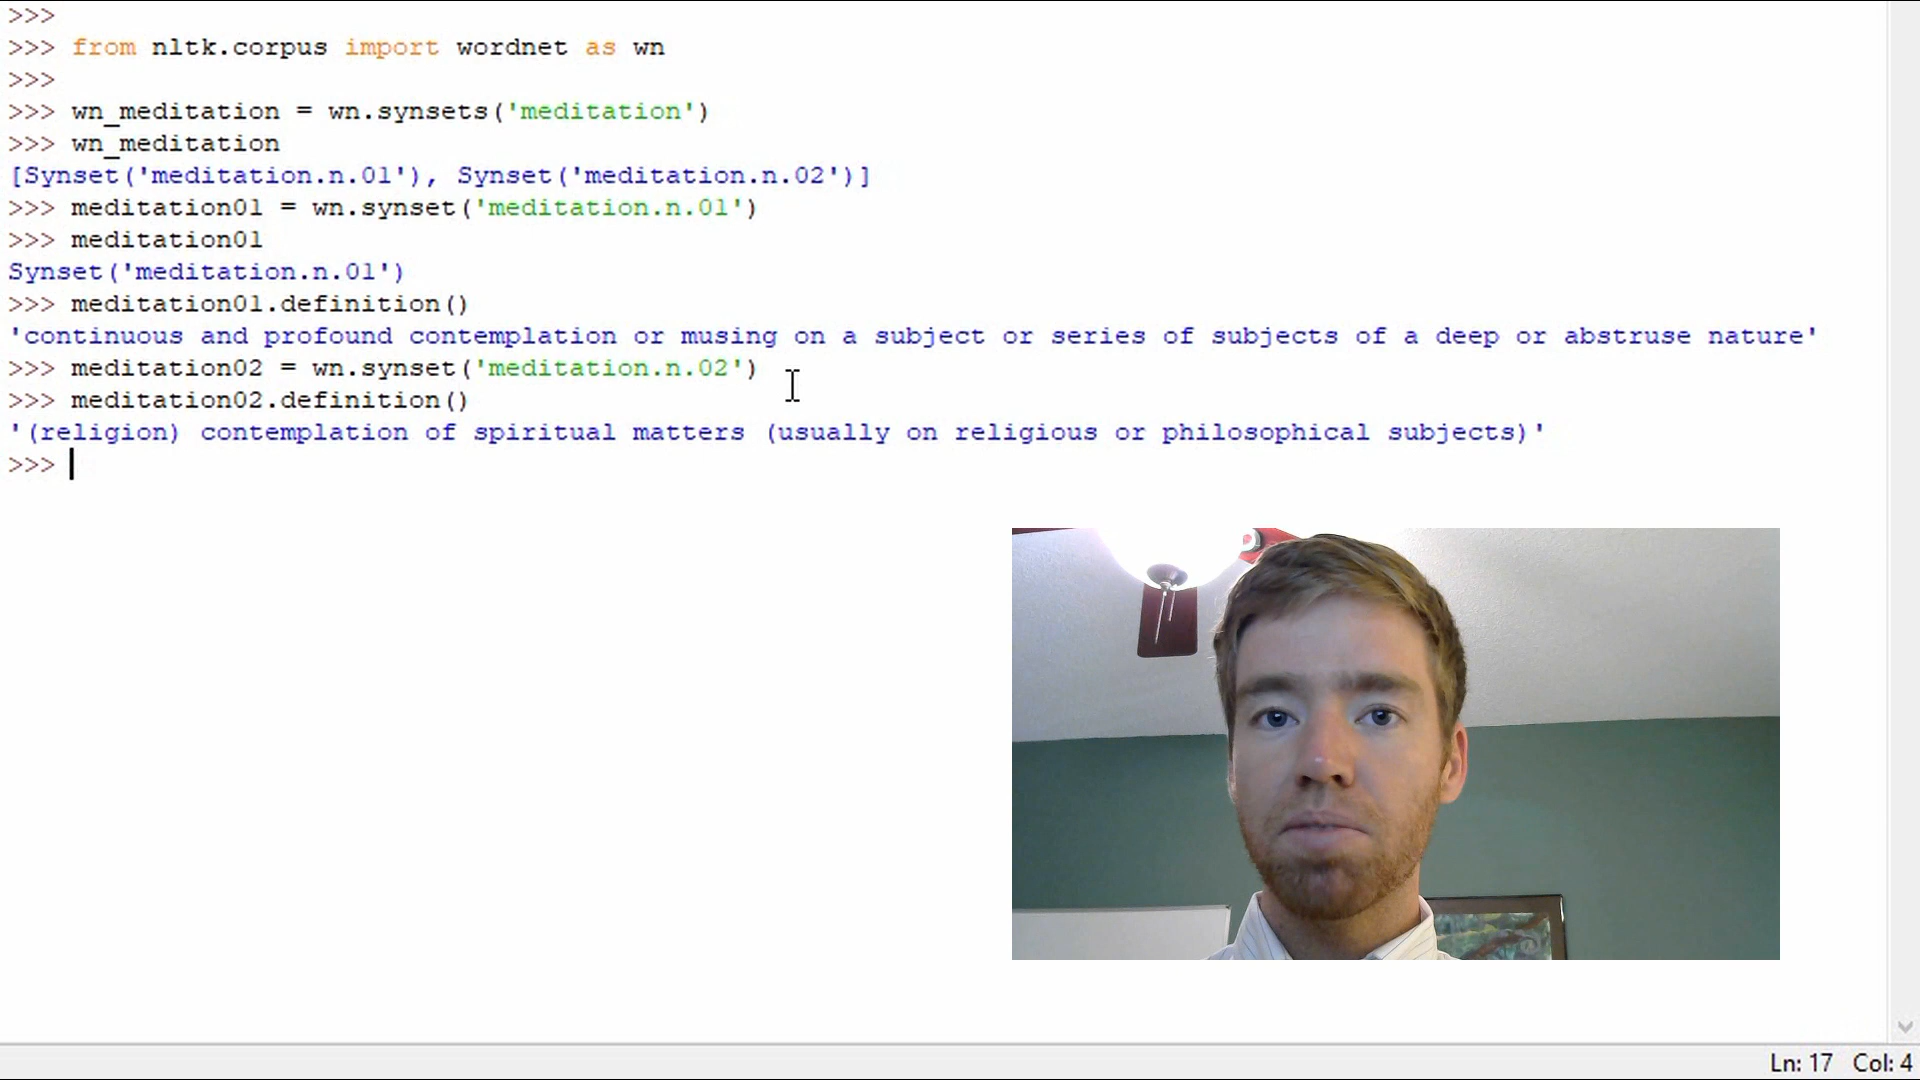 >>>
>>> from nltk.corpus import wordnet as wn
>>>
>>> wn_meditation = wn.synsets('meditation')
>>> wn_meditation
[Synset('meditation.n.01'), Synset('meditation.n.02')]
>>> meditation01 = wn.synset('meditation.n.01')
>>> meditation01
Synset('meditation.n.01')
>>> meditation01.definition()
'continuous and profound contemplation or musing on a subject or series of subjects of a deep or abstruse nature'
>>> meditation02 = wn.synset('meditation.n.02')
>>> meditation02.definition()
'(religion) contemplation of spiritual matters (usually on religious or philosophical subjects)'
>>>
Ln: 17 Col: 4